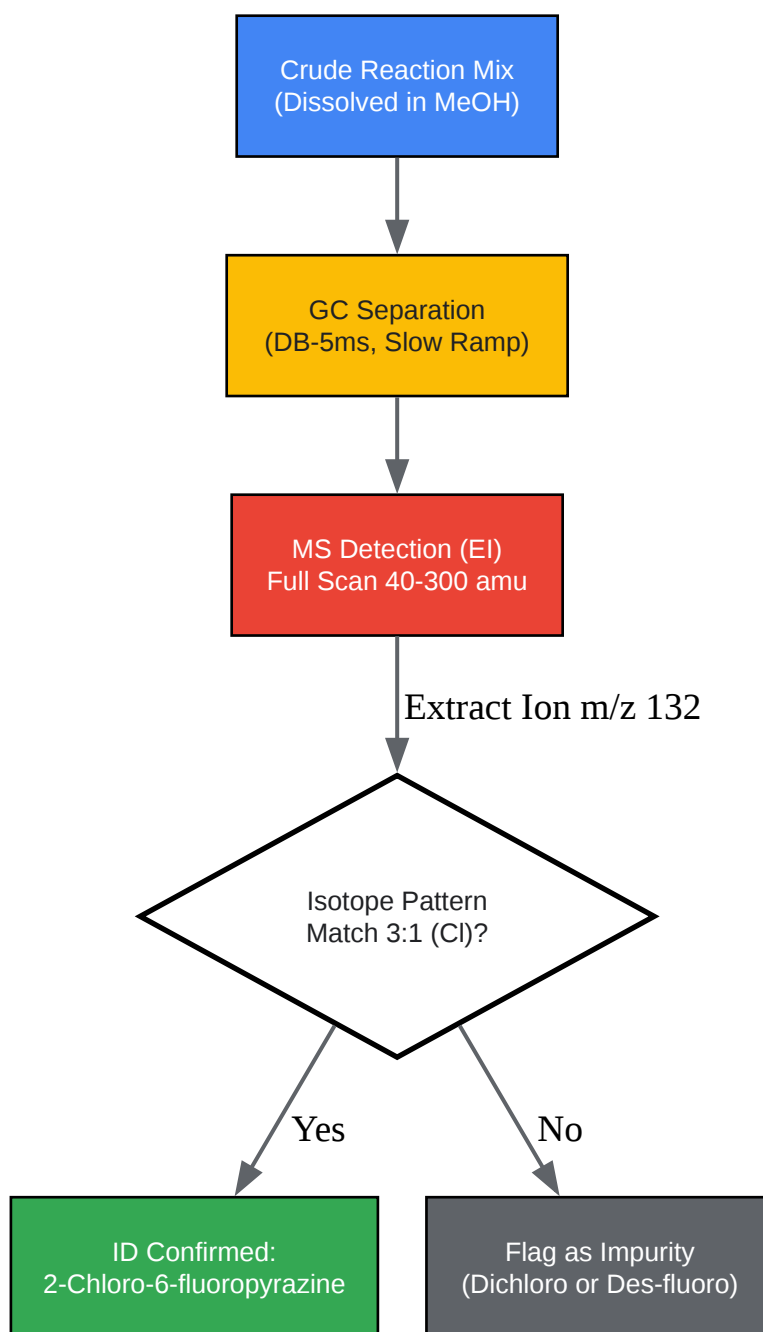 Crude Reaction Mix
(Dissolved in MeOH)
GC Separation
(DB-5ms, Slow Ramp)
MS Detection (EI)
Full Scan 40-300 amu
Extract Ion m/z 132
Isotope Pattern
Match 3:1 (Cl)?
Yes
No
ID Confirmed:
2-Chloro-6-fluoropyrazine
Flag as Impurity
(Dichloro or Des-fluoro)